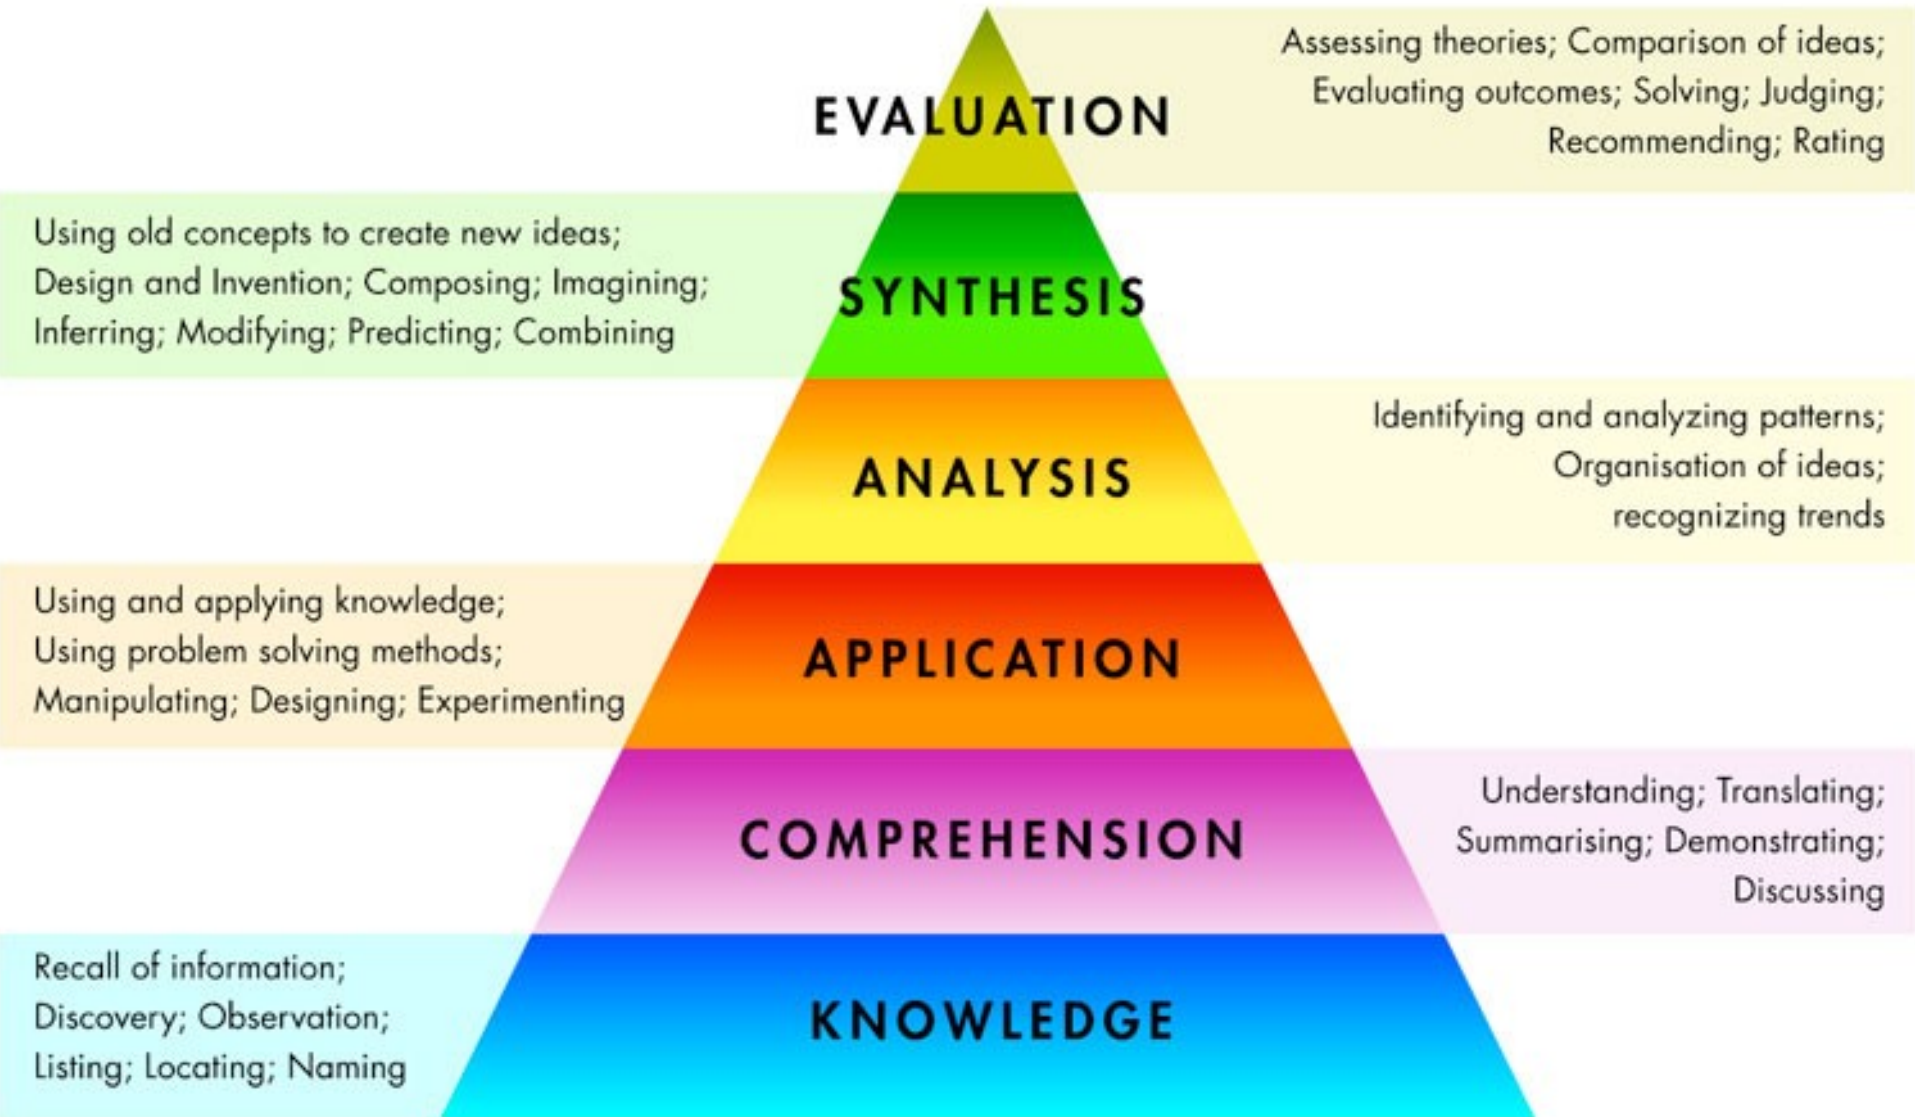 EVALUATION
Assessing theories; Comparison of ideas;
Evaluating outcomes; Solving; Judging;
Recommending; Rating
Using old concepts to create new ideas;
Design and Invention; Composing; Imagining;
Inferring; Modifying; Predicting; Combining
SYNTHESIS
ANALYSIS
Identifying and analyzing patterns;
Organisation of ideas;
recognizing trends
Using and applying knowledge;
Using problem solving methods;
Manipulating; Designing; Experimenting
APPLICATION
COMPREHENSION
Understanding; Translating;
Summarising; Demonstrating;
Discussing
Recall of information;
Discovery; Observation;
Listing; Locating; Naming
KNOWLEDGE